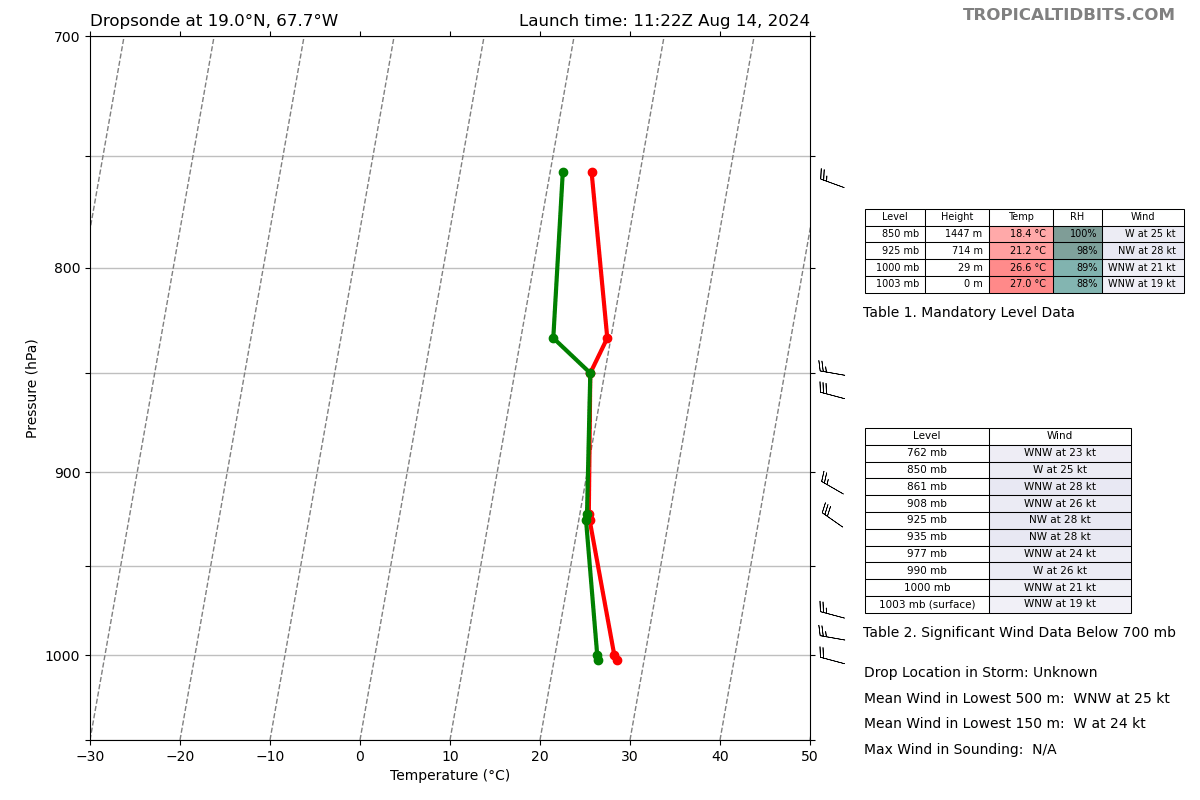 Dropsonde at 19.0°N, 67.7°W
Launch time: 11:22Z Aug 14, 2024
TROPICALTIDBITS.COM
700
800
900
1000
Pressure (hPa)
−30 −20 −10 0 10 20 30 40 50
Temperature (°C)
Level Height Temp RH Wind
850 mb 1447 m 18.4 °C 100% W at 25 kt
925 mb 714 m 21.2 °C 98% NW at 28 kt
1000 mb 29 m 26.6 °C 89% WNW at 21 kt
1003 mb 0 m 27.0 °C 88% WNW at 19 kt
Table 1. Mandatory Level Data
Level Wind
762 mb WNW at 23 kt
850 mb W at 25 kt
861 mb WNW at 28 kt
908 mb WNW at 26 kt
925 mb NW at 28 kt
935 mb NW at 28 kt
977 mb WNW at 24 kt
990 mb W at 26 kt
1000 mb WNW at 21 kt
1003 mb (surface) WNW at 19 kt
Table 2. Significant Wind Data Below 700 mb
Drop Location in Storm: Unknown
Mean Wind in Lowest 500 m: WNW at 25 kt
Mean Wind in Lowest 150 m: W at 24 kt
Max Wind in Sounding: N/A